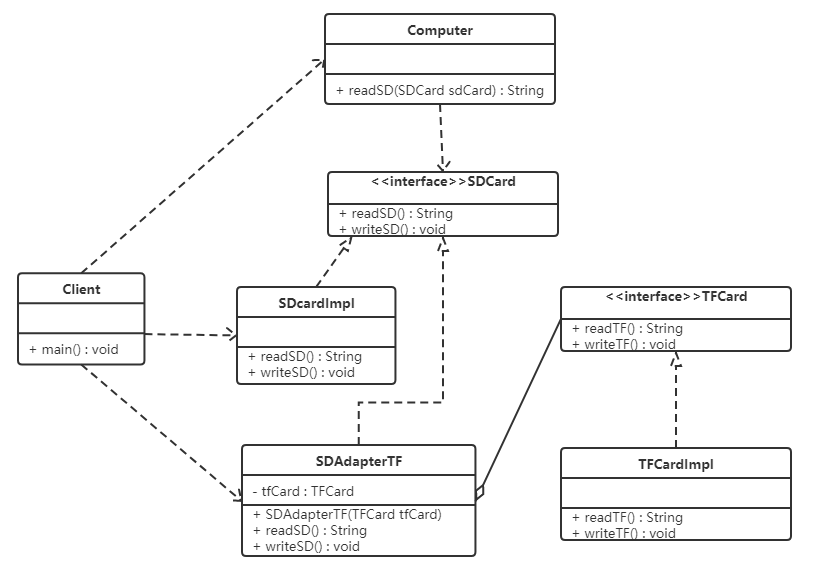 Computer
+ readSD(SDCard sdCard) : String
<<interface>>SDCard
+ readSD() : String
+ writeSD() : void
Client
+ main() : void
SDcardImpl
+ readSD() : String
+ writeSD() : void
<<interface>>TFCard
+ readTF() : String
+ writeTF() : void
SDAdapterTF
- tfCard : TFCard
+ SDAdapterTF(TFCard tfCard)
+ readSD() : String
+ writeSD() : void
TFCardImpl
+ readTF() : String
+ writeTF() : void